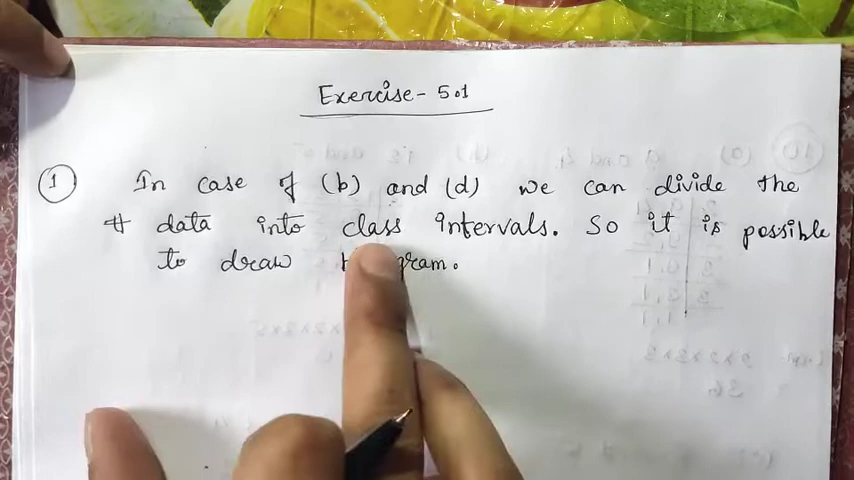 Exercise - 5.1
1 In case of (b) and (d) we can divide the
# data into class intervals. So it is possible
to draw